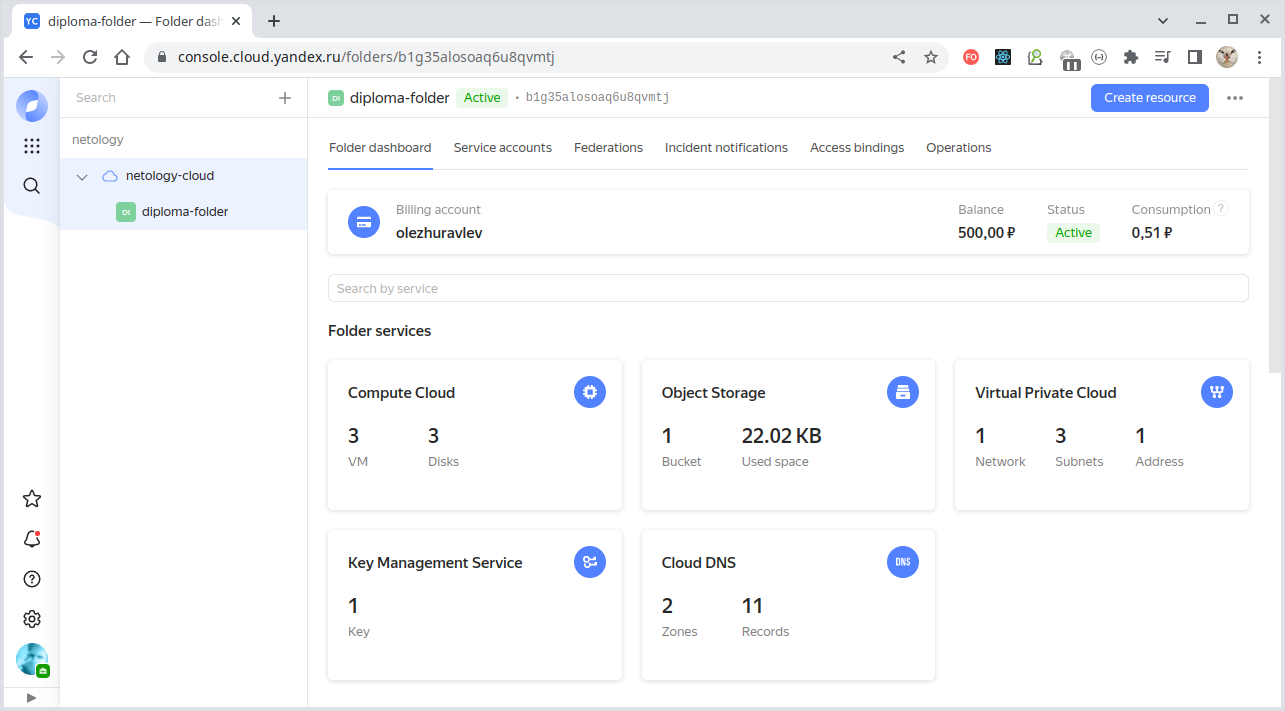 YC diploma-folder — Folder das
console.cloud.yandex.ru/folders/b1g35alosoaq6u8qvmtj
FO
Search
DI diploma-folder Active · b1g35alosoaq6u8qvmtj
Create resource
netology
netology-cloud
DI diploma-folder
Folder dashboard Service accounts Federations Incident notifications Access bindings Operations
Billing account
olezhuravlev
Balance Status Consumption ?
500,00 ₽ Active 0,51 ₽
Search by service
Folder services
Compute Cloud
3 3
VM Disks
Object Storage
1 22.02 KB
Bucket Used space
Virtual Private Cloud
1 3 1
Network Subnets Address
Key Management Service
1
Key
Cloud DNS
DNS
2 11
Zones Records